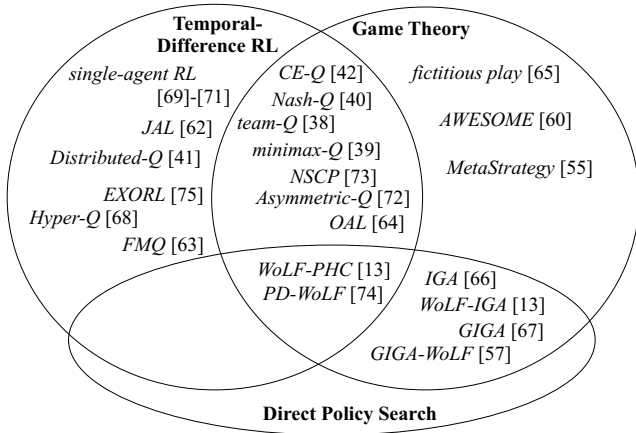 Temporal-
Difference RL
Game Theory
single-agent RL
[69]-[71]
JAL [62]
Distributed-Q [41]
EXORL [75]
Hyper-Q [68]
FMQ [63]
CE-Q [42]
Nash-Q [40]
team-Q [38]
minimax-Q [39]
NSCP [73]
Asymmetric-Q [72]
OAL [64]
fictitious play [65]
AWESOME [60]
MetaStrategy [55]
WoLF-PHC [13]
PD-WoLF [74]
IGA [66]
WoLF-IGA [13]
GIGA [67]
GIGA-WoLF [57]
Direct Policy Search